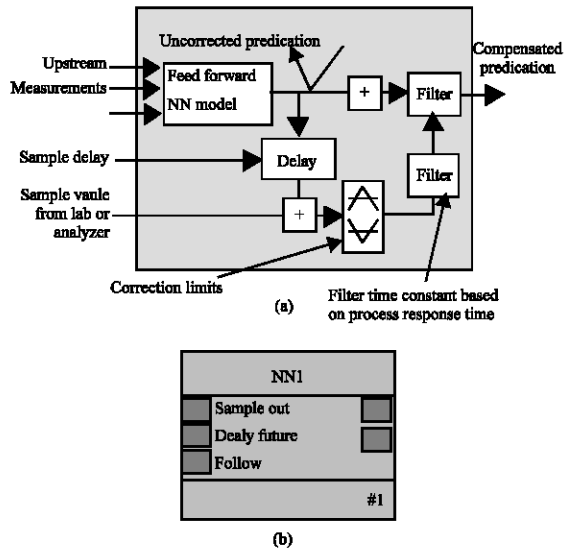 Uncorrected predication
Upstream
Measurements
Feed forward
NN model
+
Filter
Compensated
predication
Sample delay
Delay
Filter
Sample vaule
from lab or
analyzer
+
Correction limits
(a)
Filter time constant based
on process response time
NN1
Sample out
Dealy future
Follow
#1
(b)